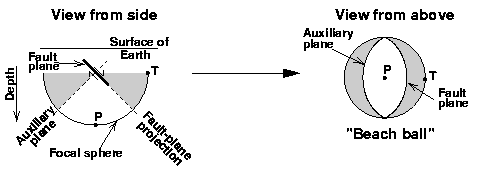 View from side
Surface of
Earth
Fault
plane
T
Depth
P
Auxiliary
plane
Focal sphere
Fault-plane
projection
View from above
Auxiliary
plane
P
T
Fault
plane
"Beach ball"